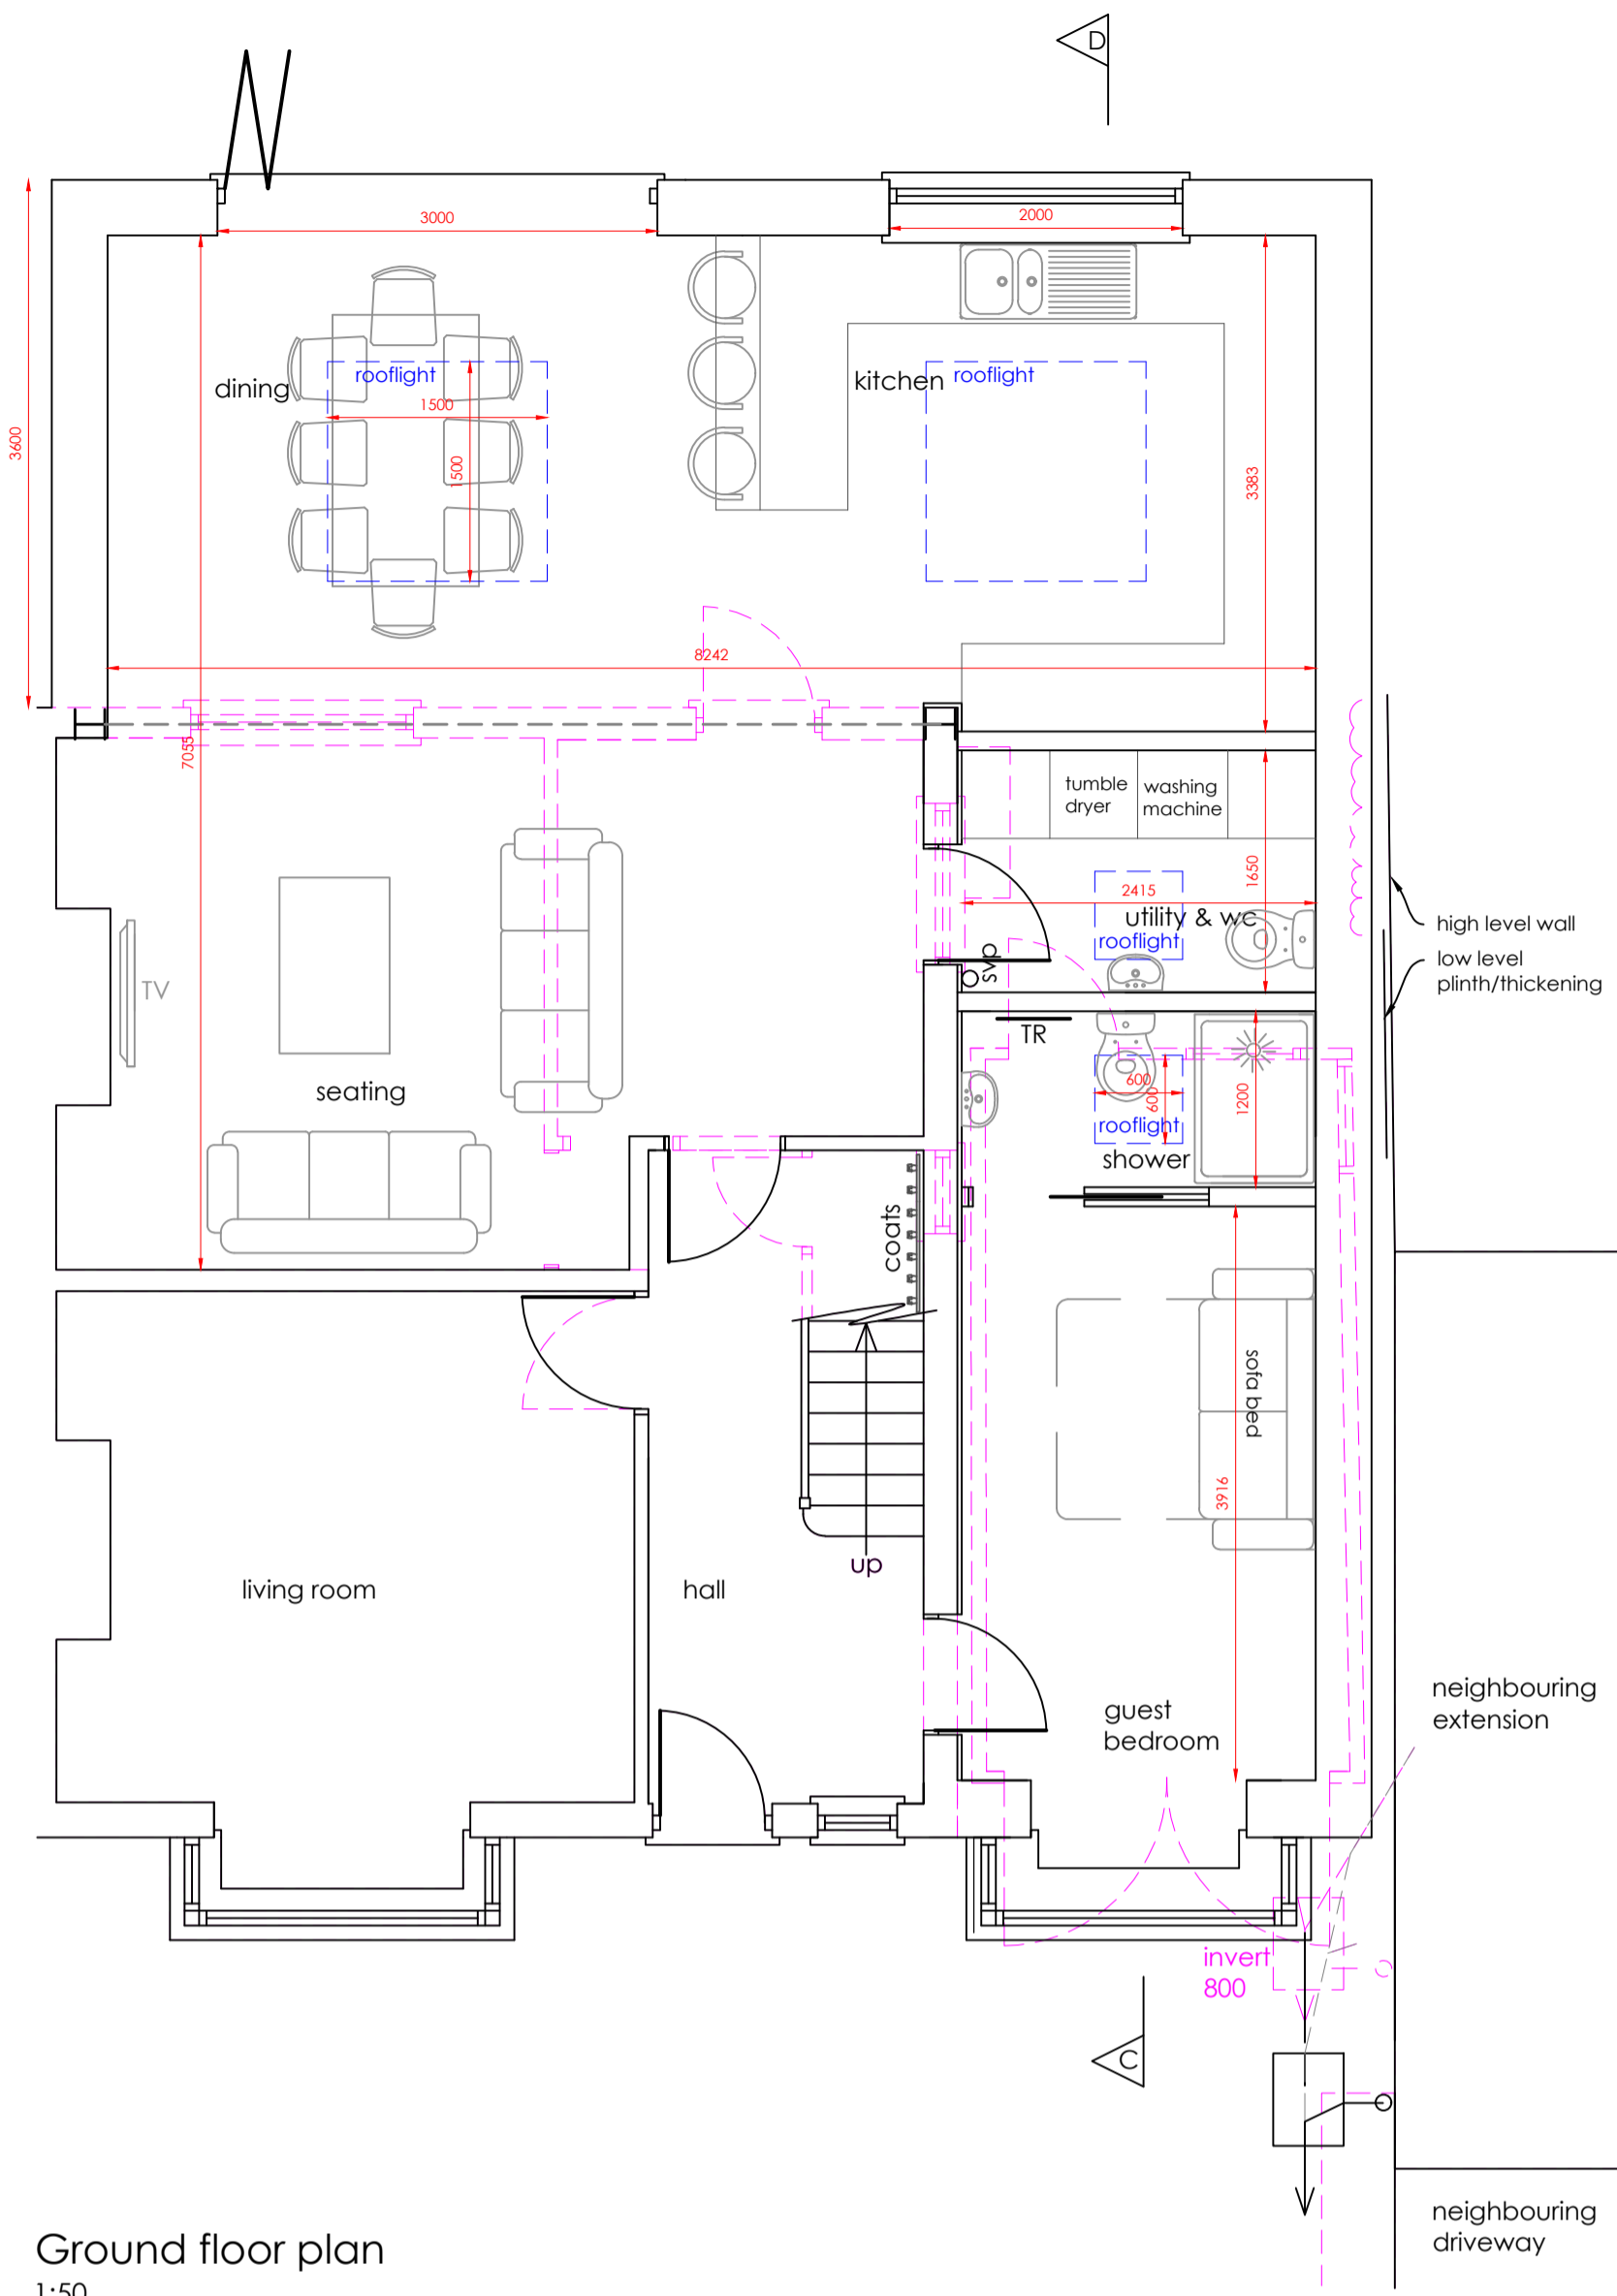 D
3000
2000
dining
rooflight
kitchen
rooflight
1500
1500
3600
3383
8242
7055
tumble
dryer
washing
machine
1650
2415
utility & wc
rooflight
svp
high level wall
low level
plinth/thickening
TV
TR
seating
600
600
1200
rooflight
shower
coats
sofa bed
3916
up
living room
hall
guest
bedroom
neighbouring
extension
invert
800
C
neighbouring
driveway
Ground floor plan
1:50